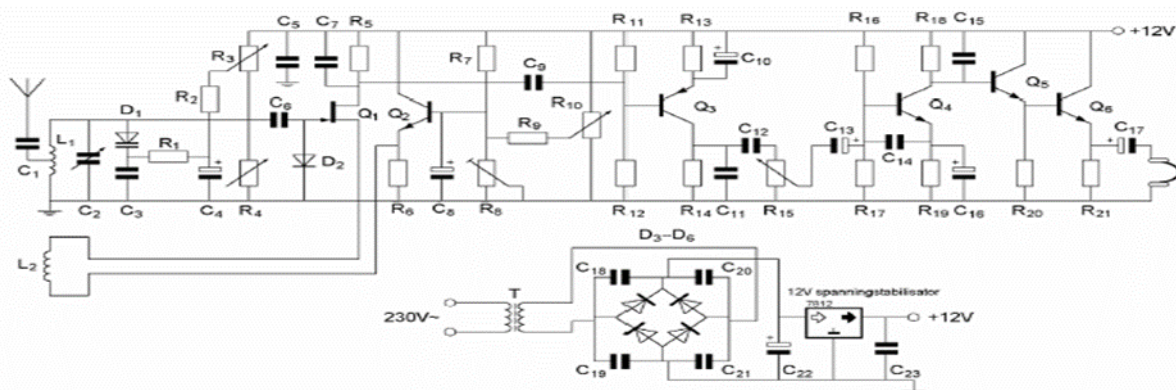 C5 C7 R5 R11 R13 R16 R18 C15
+12V
R3 R7 C9 C10 Q5
R2 R10 Q6
D1 C6 Q1 Q2 Q3 Q4
L1 R1 R9 C12 C13 C17
D2 C14
C1
C2 C3 C4 R4 R6 C8 R8 R12 R14 C11 R15 R17 R19 C16 R20 R21
D3-D6
L2 C18 C20
12V spanningstabilisator
T 7812
230V~ +12V
C19 C21 C22 C23